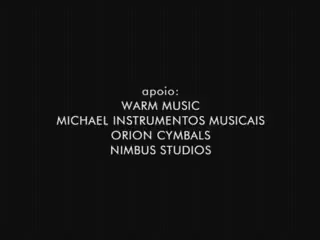 apoio:
WARM MUSIC
MICHAEL INSTRUMENTOS MUSICAIS
ORION CYMBALS
NIMBUS STUDIOS